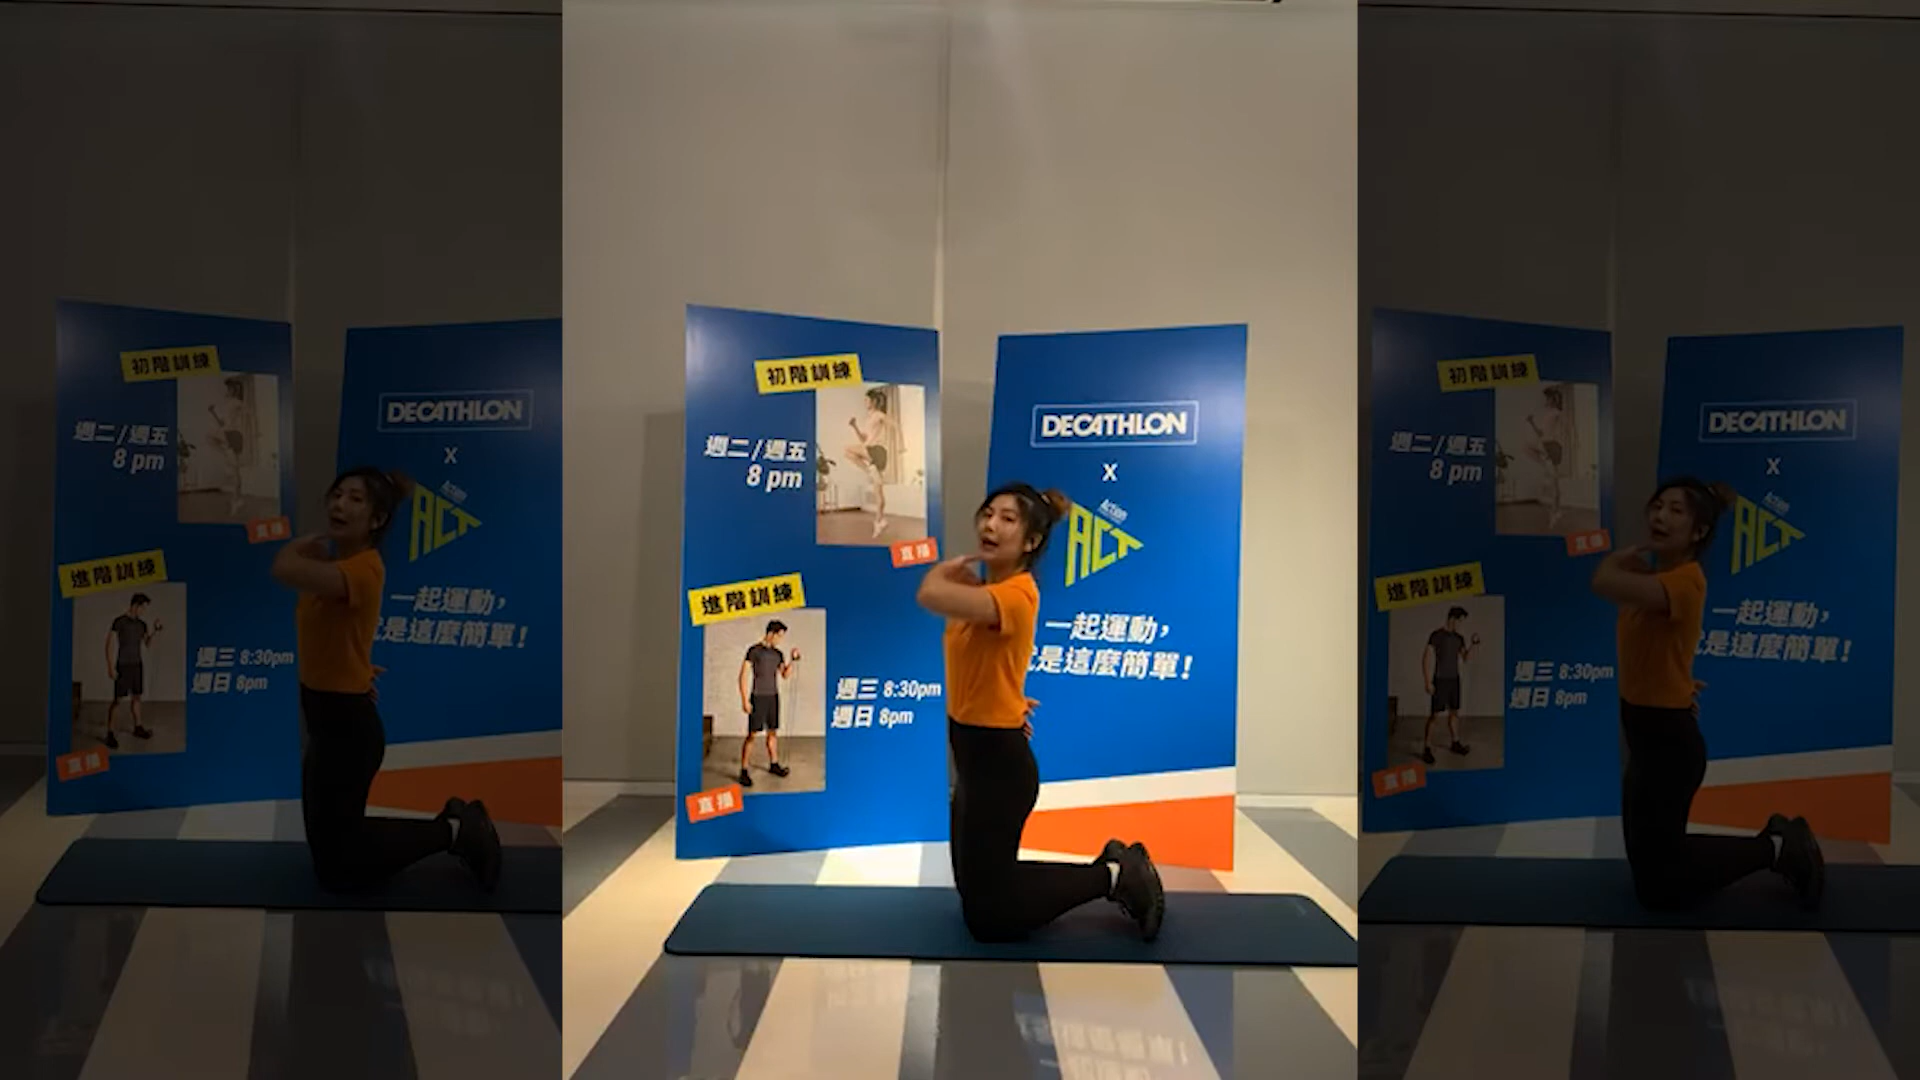 初階訓練
週二/週五
8 pm
直播
進階訓練
週三 8:30pm
週日 8pm
直播
DECATHLON
X
Action
ACT
一起運動,
是這麼簡單!